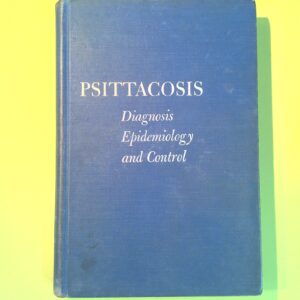 PSITTACOSIS
Diagnosis
Epidemiology
and Control